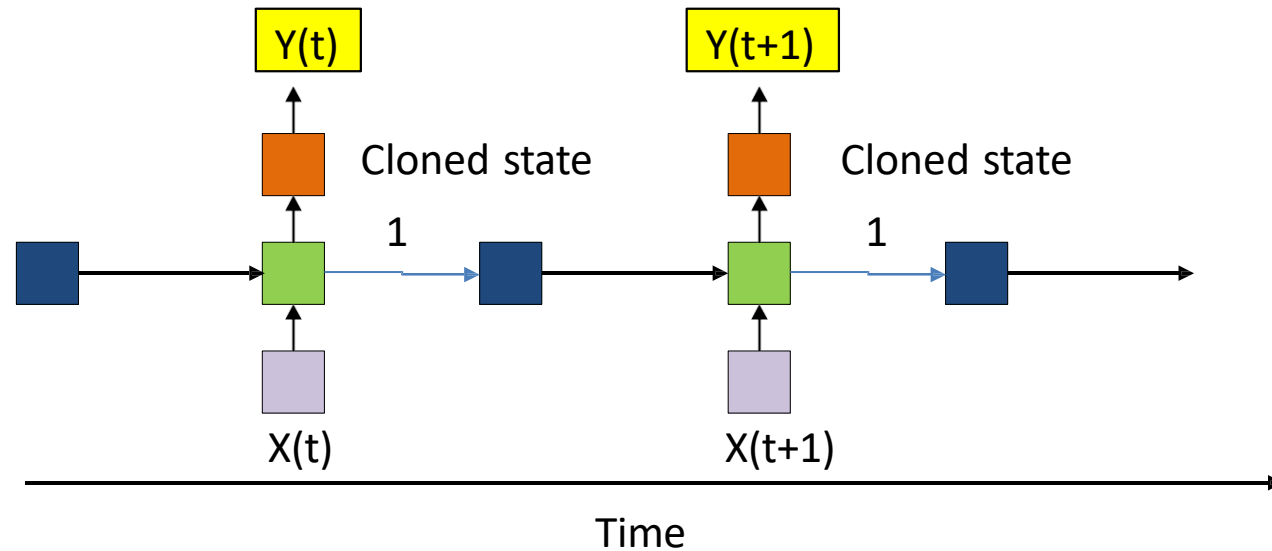 Y(t)
Y(t+1)
Cloned state
Cloned state
1
1
X(t)
X(t+1)
Time